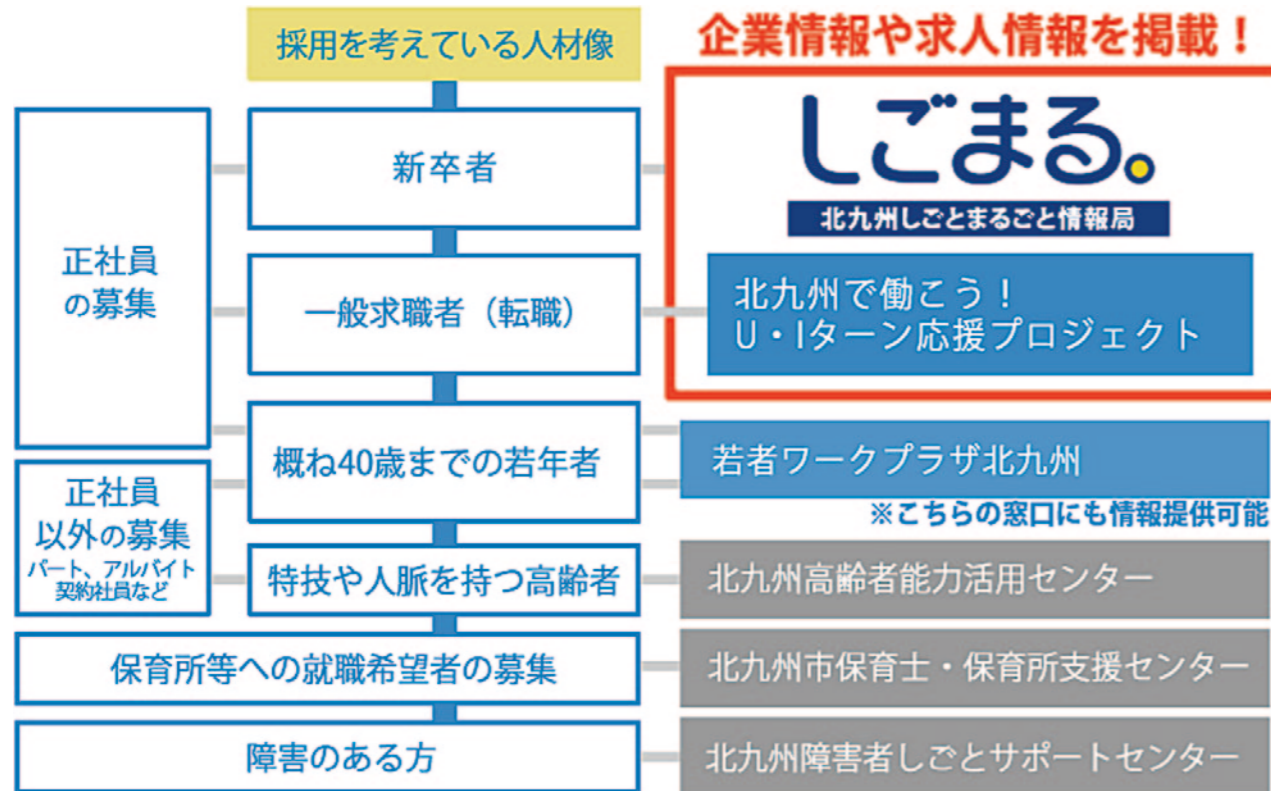 採用を考えている人材像
企業情報や求人情報を掲載！
正社員
の募集
新卒者
しごまる。
北九州しごとまるごと情報局
一般求職者（転職）
北九州で働こう！
U・Iターン応援プロジェクト
概ね40歳までの若年者
若者ワークプラザ北九州
※こちらの窓口にも情報提供可能
正社員
以外の募集
パート、アルバイト
契約社員など
特技や人脈を持つ高齢者
北九州高齢者能力活用センター
保育所等への就職希望者の募集
北九州市保育士・保育所支援センター
障害のある方
北九州障害者しごとサポートセンター